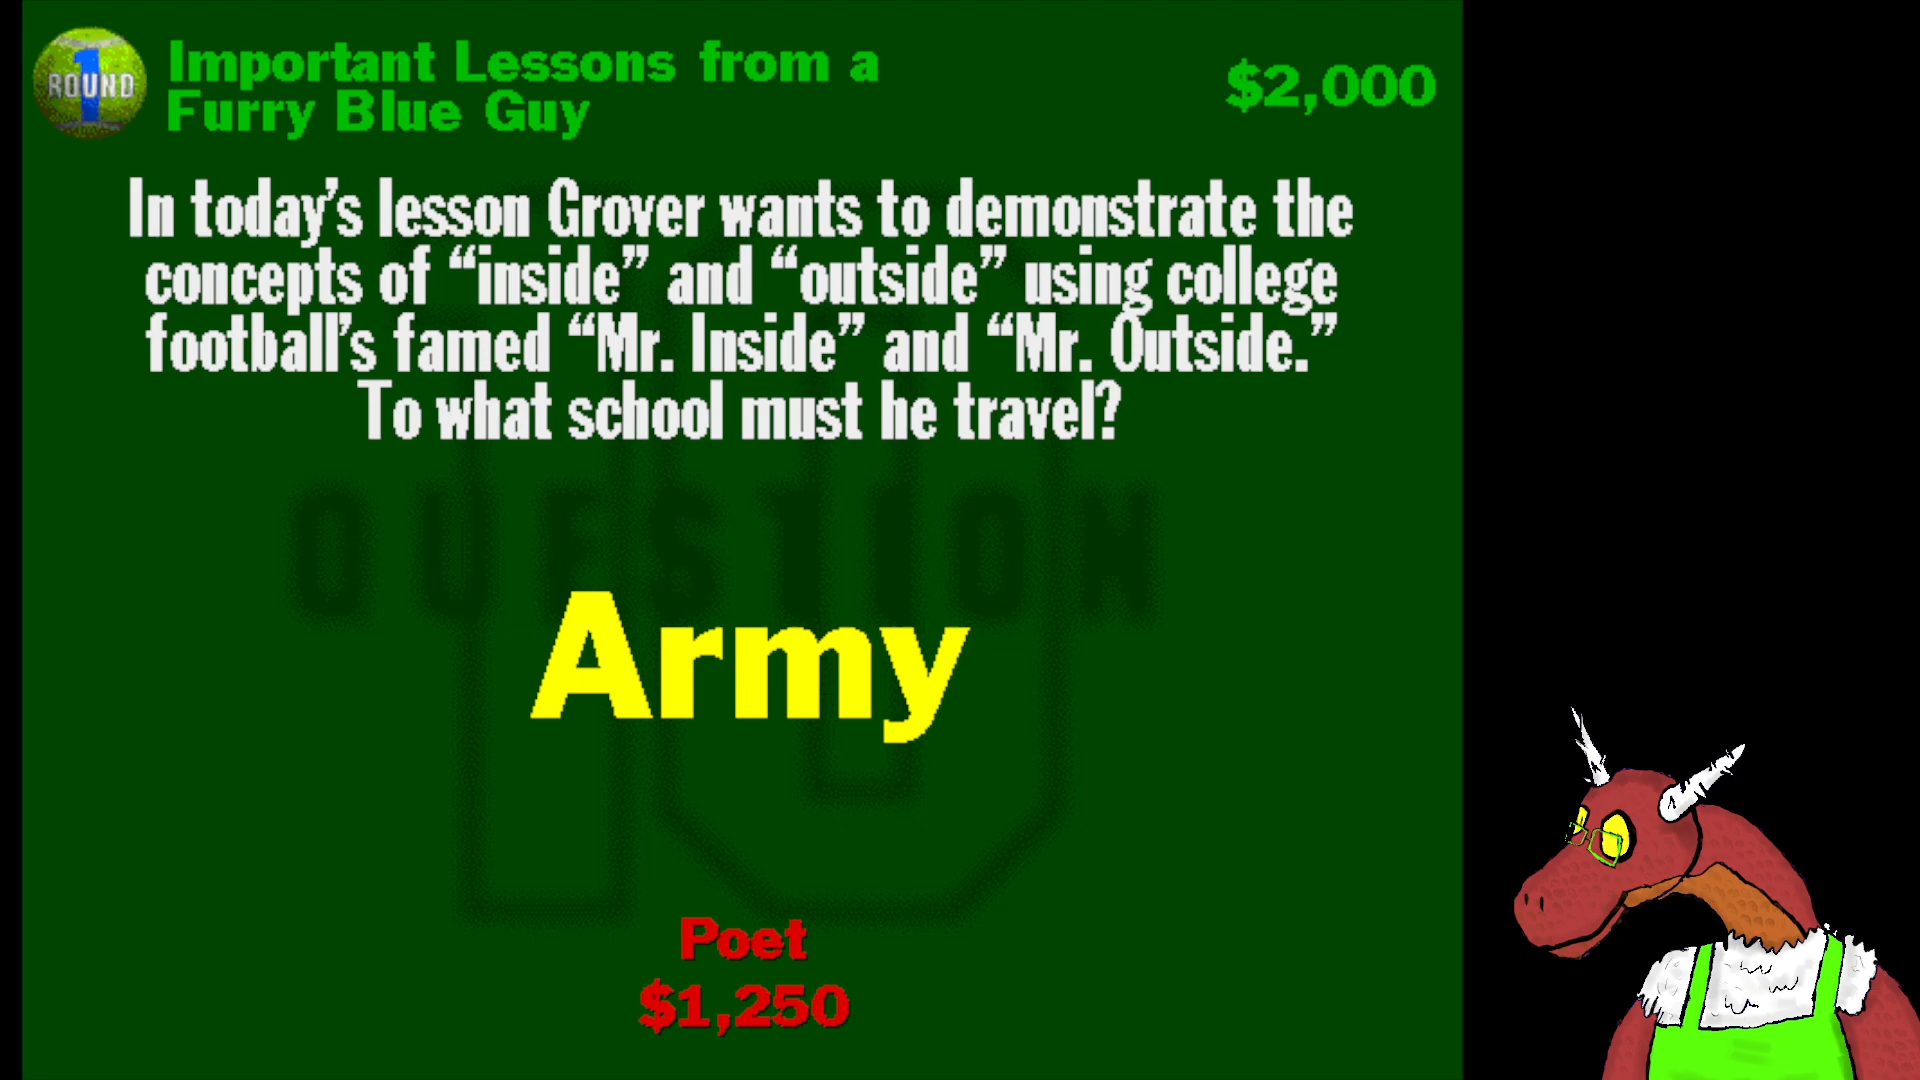 ROUND 1
Important Lessons from a
Furry Blue Guy
$2,000
In today's lesson Grover wants to demonstrate the
concepts of “inside” and “outside” using college
football's famed “Mr. Inside” and “Mr. Outside.”
To what school must he travel?
QUESTION
10
Army
Poet
$1,250